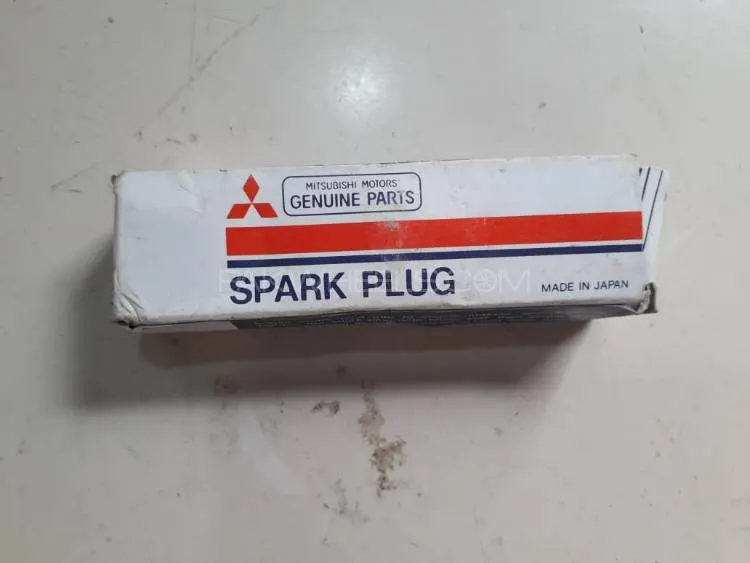 MITSUBISHI MOTORS
GENUINE PARTS
SPARK PLUG
MADE IN JAPAN